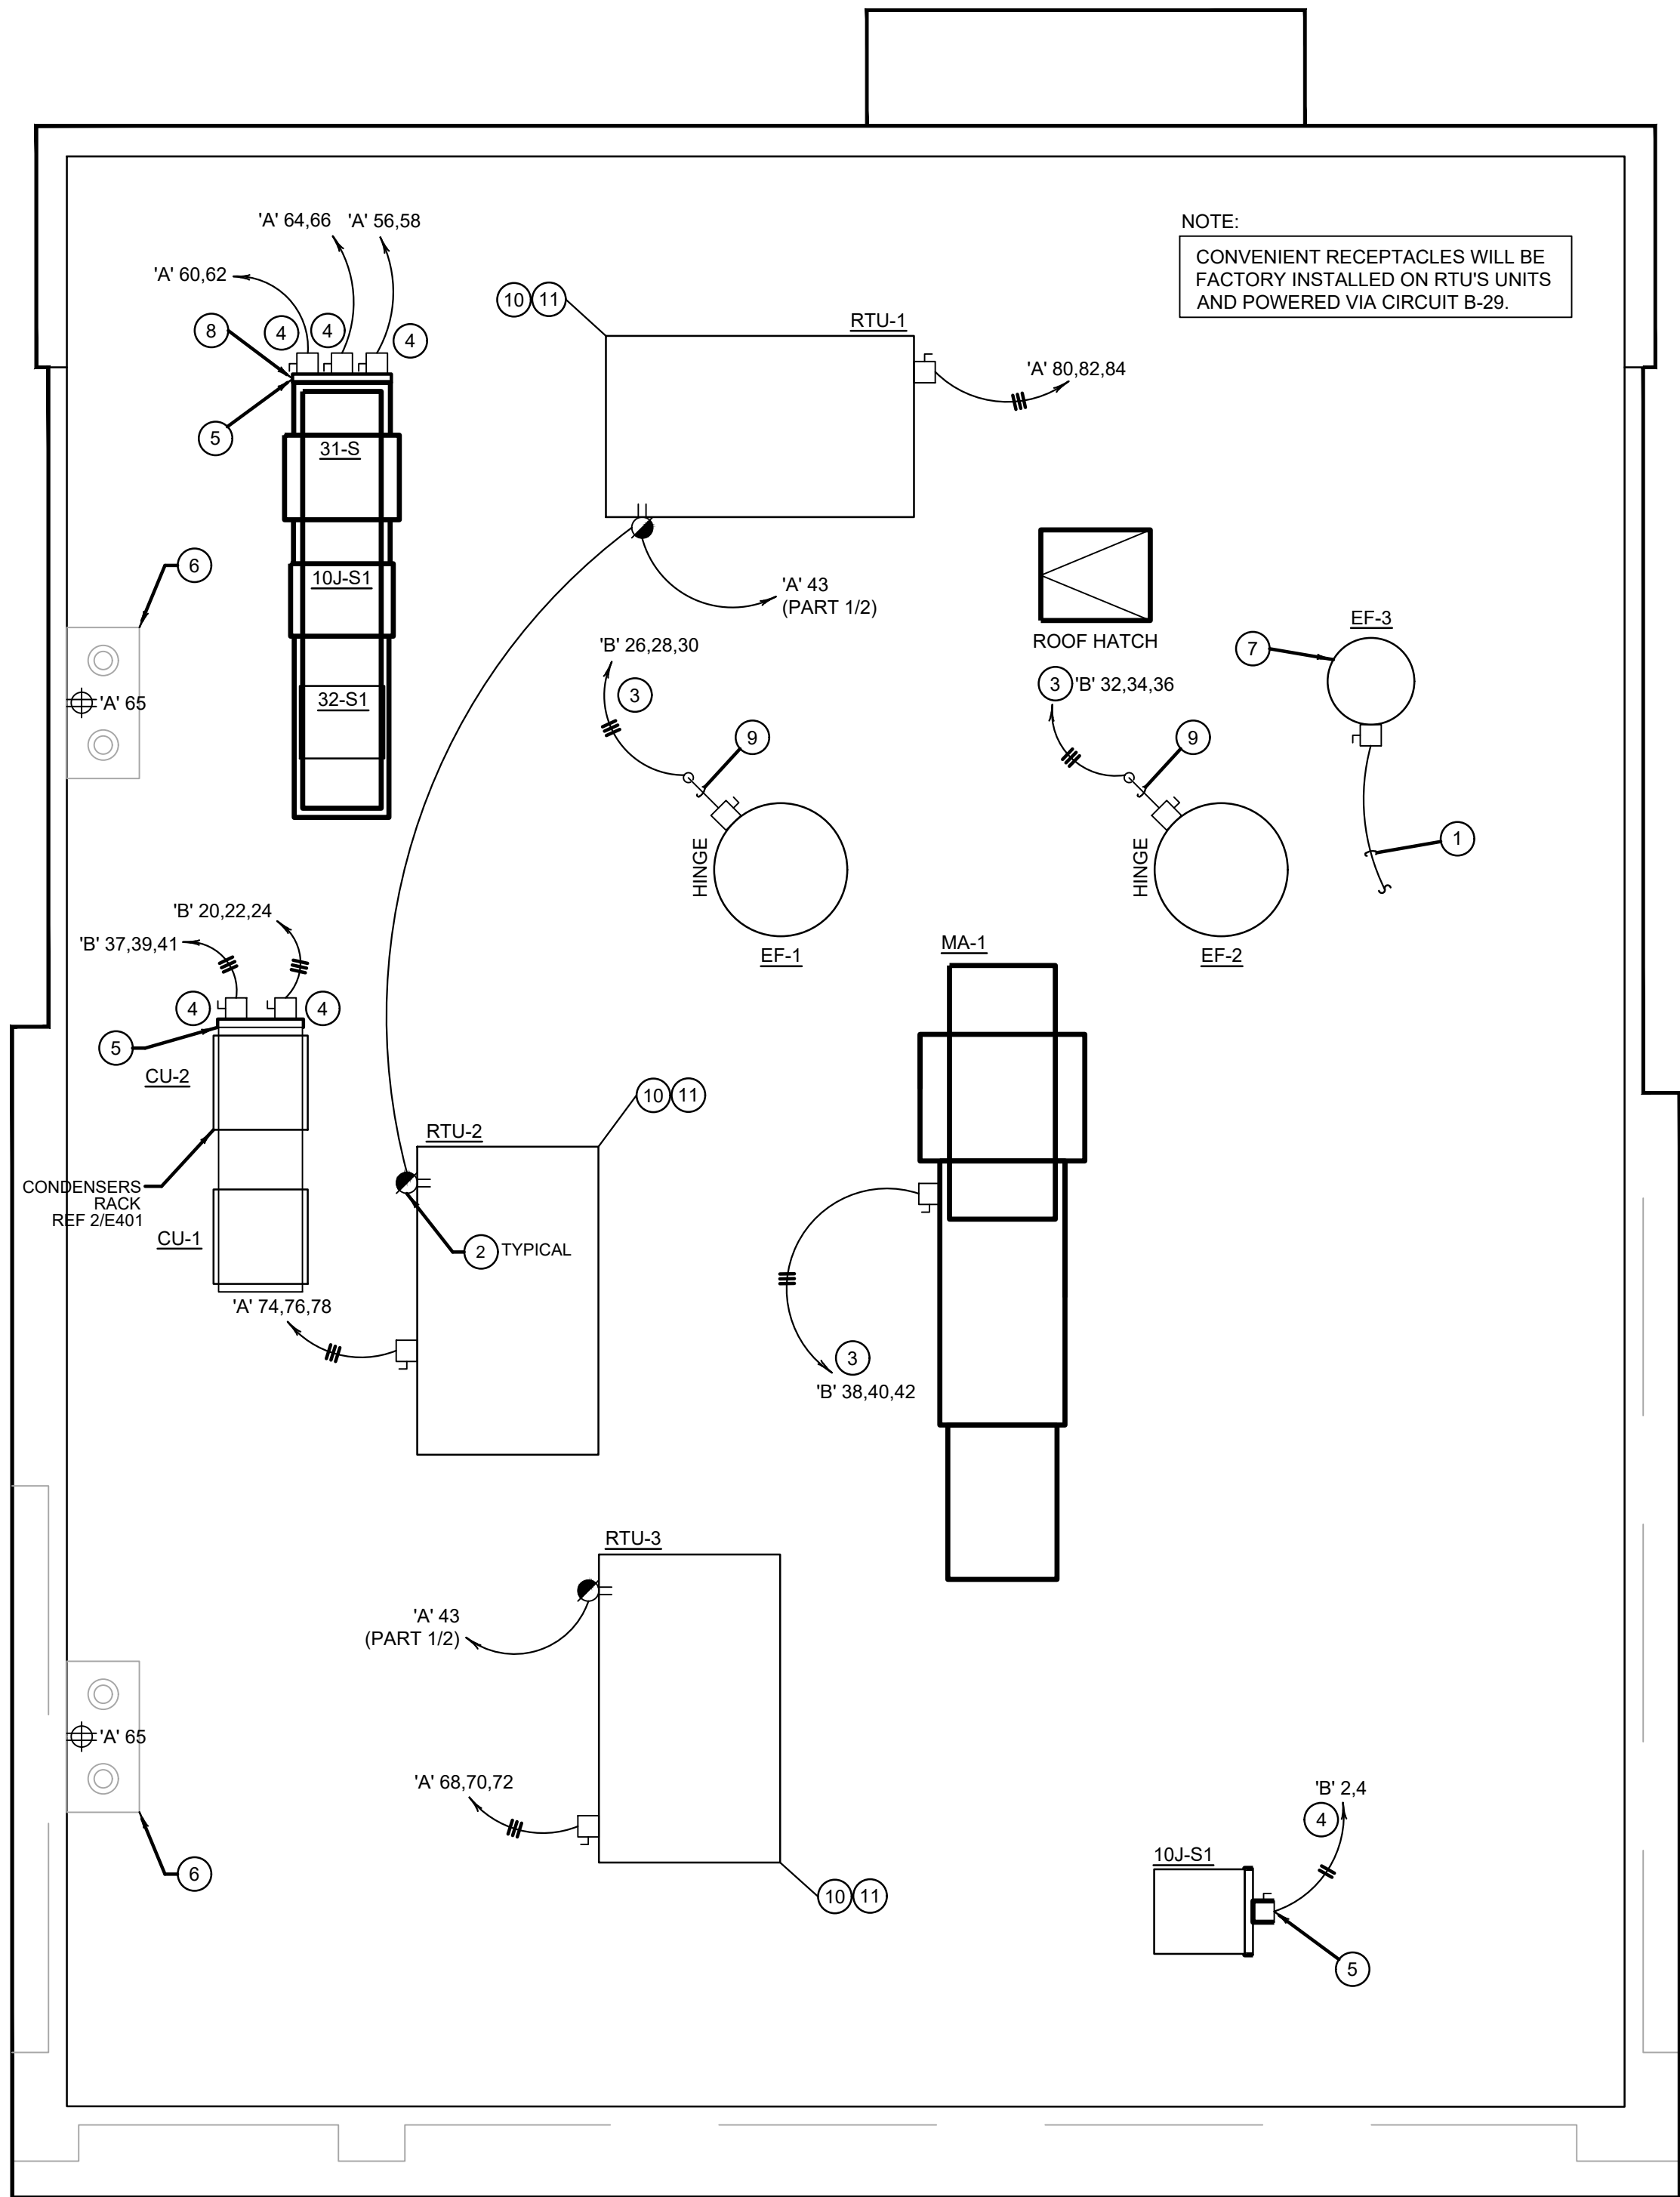 'A' 64,66
'A' 56,58
'A' 60,62
8
4
4
4
5
31-S
10J-S1
32-S1
NOTE:
CONVENIENT RECEPTACLES WILL BE
FACTORY INSTALLED ON RTU'S UNITS
AND POWERED VIA CIRCUIT B-29.
10
11
RTU-1
'A' 80,82,84
'A' 43
(PART 1/2)
6
'A' 65
ROOF HATCH
EF-3
7
1
'B' 26,28,30
3
9
HINGE
EF-1
3
'B' 32,34,36
9
HINGE
EF-2
'B' 20,22,24
'B' 37,39,41
4
4
5
CU-2
CONDENSERS
RACK
REF 2/E401
CU-1
MA-1
10
11
RTU-2
2
TYPICAL
'A' 74,76,78
3
'B' 38,40,42
RTU-3
'A' 43
(PART 1/2)
'A' 65
6
'A' 68,70,72
10
11
'B' 2,4
4
10J-S1
5